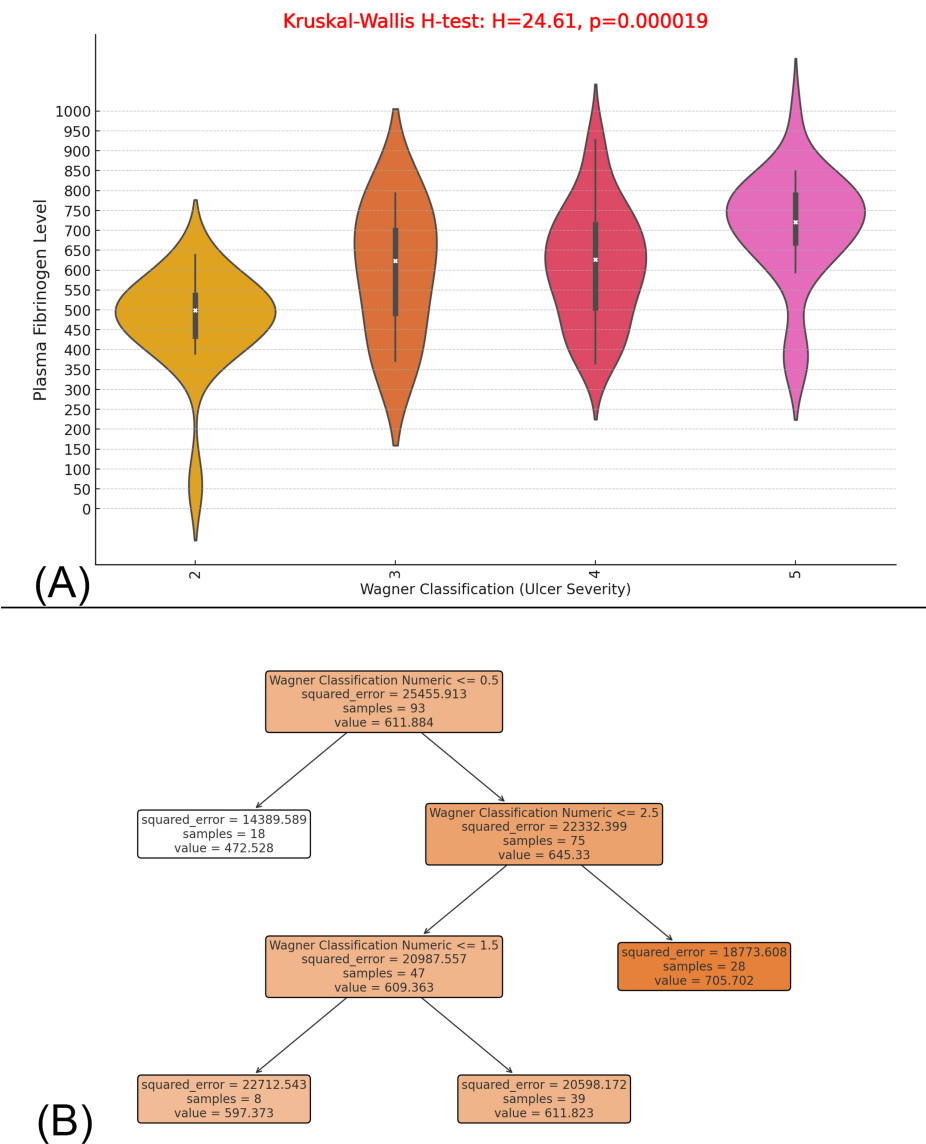 Kruskal-Wallis H-test: H=24.61, p=0.000019
Plasma Fibrinogen Level
1000
950
900
850
800
750
700
650
600
550
500
450
400
350
300
250
200
150
100
50
0
2
3
4
5
Wagner Classification (Ulcer Severity)
(A)
Wagner Classification Numeric <= 0.5
squared_error = 25455.913
samples = 93
value = 611.884
squared_error = 14389.589
samples = 18
value = 472.528
Wagner Classification Numeric <= 2.5
squared_error = 22332.399
samples = 75
value = 645.33
Wagner Classification Numeric <= 1.5
squared_error = 20987.557
samples = 47
value = 609.363
squared_error = 18773.608
samples = 28
value = 705.702
squared_error = 22712.543
samples = 8
value = 597.373
squared_error = 20598.172
samples = 39
value = 611.823
(B)